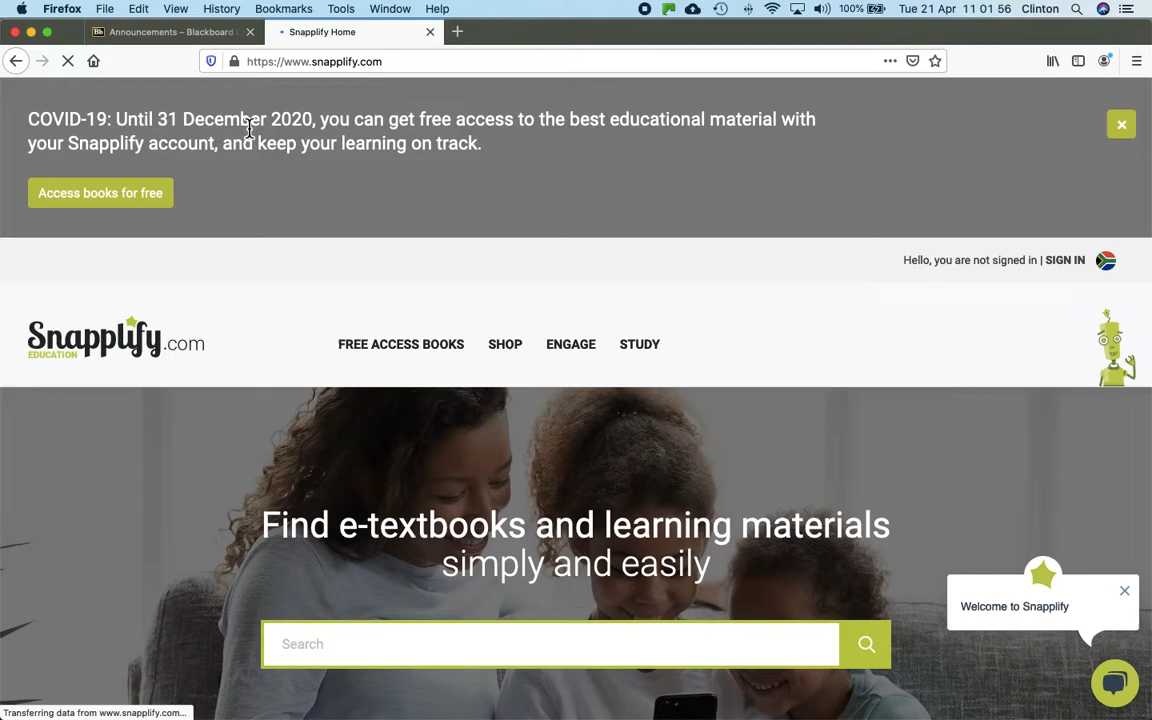 Firefox File Edit View History Bookmarks Tools Window Help 100% Tue 21 Apr 11 01 56 Clinton
Bb Announcements – Blackboard Snapplify Home
https://www.snapplify.com
COVID-19: Until 31 December 2020, you can get free access to the best educational material with
your Snapplify account, and keep your learning on track.
Access books for free
Hello, you are not signed in | SIGN IN
Snapplify.com
EDUCATION
FREE ACCESS BOOKS SHOP ENGAGE STUDY
Find e-textbooks and learning materials
simply and easily
Welcome to Snapplify
Search
Transferring data from www.snapplify.com...